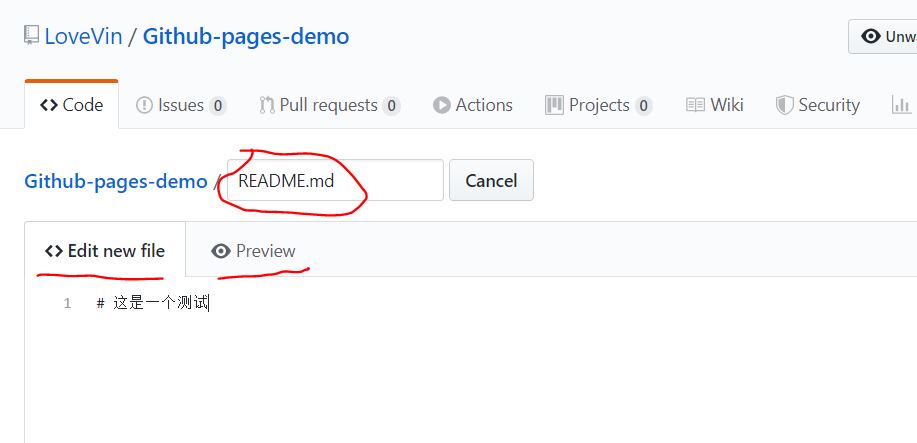 LoveVin / Github-pages-demo
Code Issues 0 Pull requests 0 Actions Projects 0 Wiki Security
Github-pages-demo / README.md Cancel
Edit new file Preview
1 # 这是一个测试